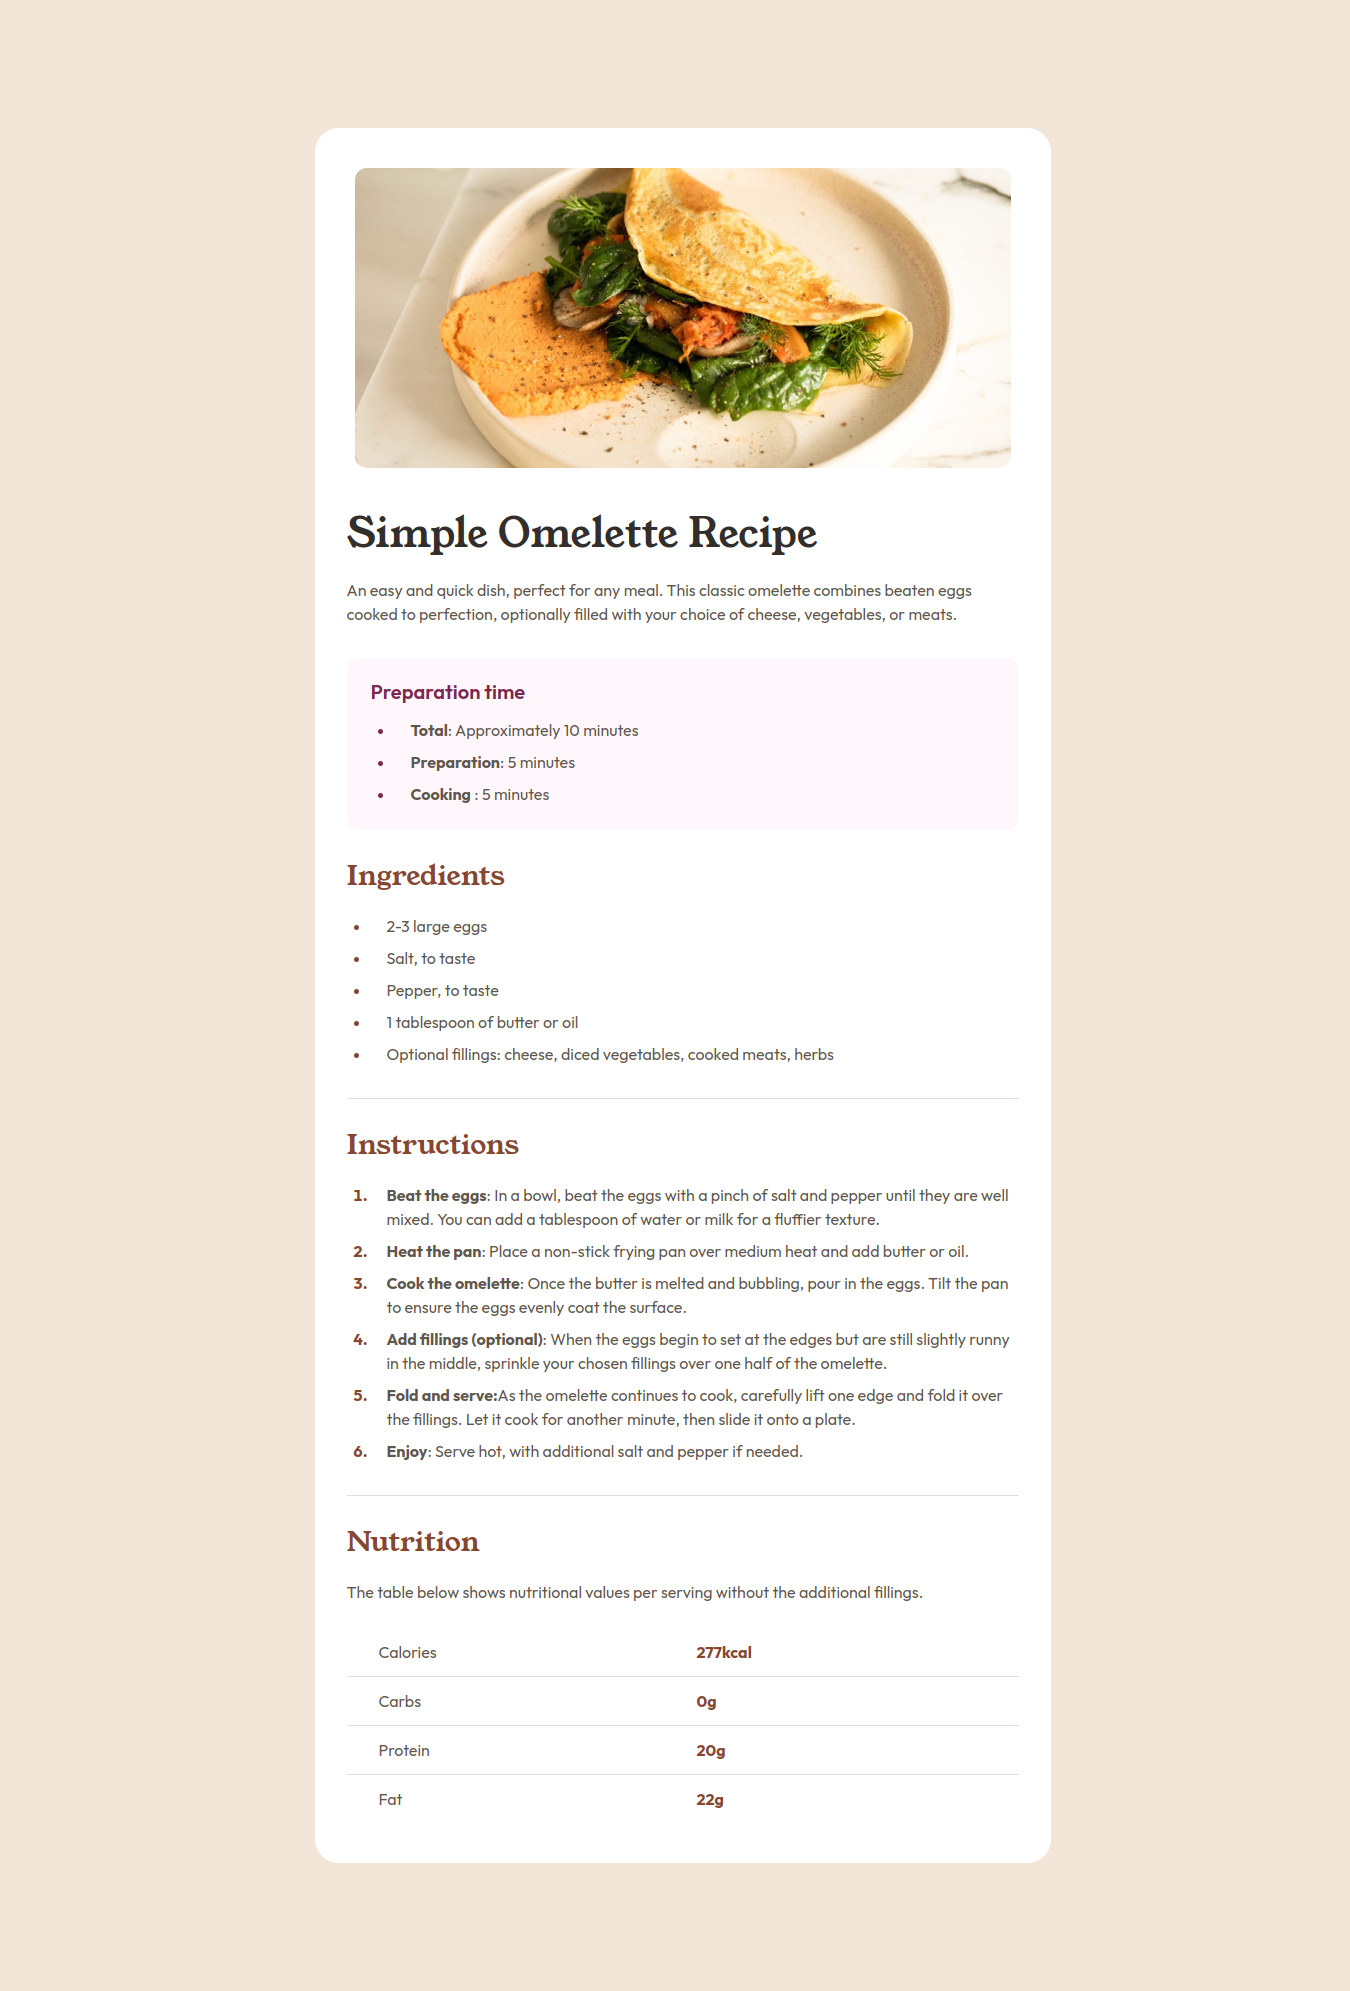 Simple Omelette Recipe
An easy and quick dish, perfect for any meal. This classic omelette combines beaten eggs
cooked to perfection, optionally filled with your choice of cheese, vegetables, or meats.
Preparation time
• Total: Approximately 10 minutes
• Preparation: 5 minutes
• Cooking : 5 minutes
Ingredients
• 2-3 large eggs
• Salt, to taste
• Pepper, to taste
• 1 tablespoon of butter or oil
• Optional fillings: cheese, diced vegetables, cooked meats, herbs
Instructions
1. Beat the eggs: In a bowl, beat the eggs with a pinch of salt and pepper until they are well
mixed. You can add a tablespoon of water or milk for a fluffier texture.
2. Heat the pan: Place a non-stick frying pan over medium heat and add butter or oil.
3. Cook the omelette: Once the butter is melted and bubbling, pour in the eggs. Tilt the pan
to ensure the eggs evenly coat the surface.
4. Add fillings (optional): When the eggs begin to set at the edges but are still slightly runny
in the middle, sprinkle your chosen fillings over one half of the omelette.
5. Fold and serve:As the omelette continues to cook, carefully lift one edge and fold it over
the fillings. Let it cook for another minute, then slide it onto a plate.
6. Enjoy: Serve hot, with additional salt and pepper if needed.
Nutrition
The table below shows nutritional values per serving without the additional fillings.
Calories 277kcal
Carbs 0g
Protein 20g
Fat 22g